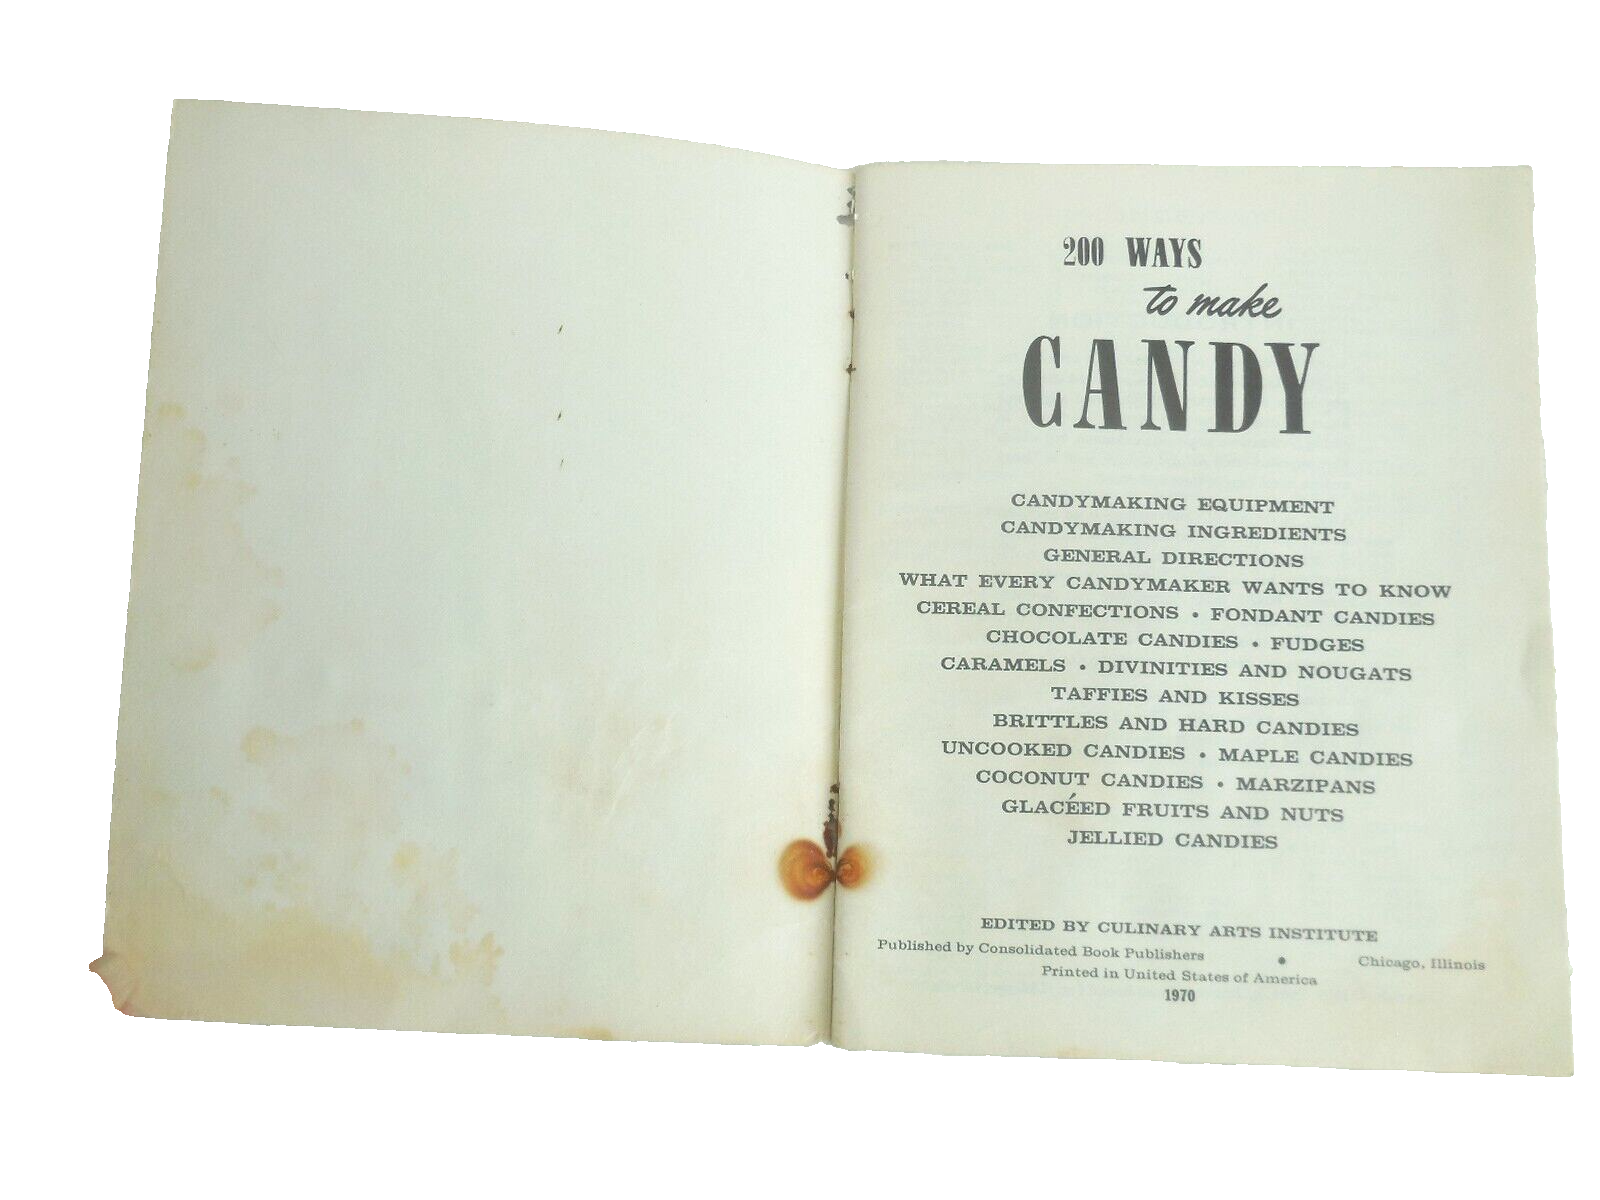 200 WAYS
to make
CANDY
CANDYMAKING EQUIPMENT
CANDYMAKING INGREDIENTS
GENERAL DIRECTIONS
WHAT EVERY CANDYMAKER WANTS TO KNOW
CEREAL CONFECTIONS • FONDANT CANDIES
CHOCOLATE CANDIES • FUDGES
CARAMELS • DIVINITIES AND NOUGATS
TAFFIES AND KISSES
BRITTLES AND HARD CANDIES
UNCOOKED CANDIES • MAPLE CANDIES
COCONUT CANDIES • MARZIPANS
GLACÉED FRUITS AND NUTS
JELLIED CANDIES
EDITED BY CULINARY ARTS INSTITUTE
Published by Consolidated Book Publishers • Chicago, Illinois
Printed in United States of America
1970